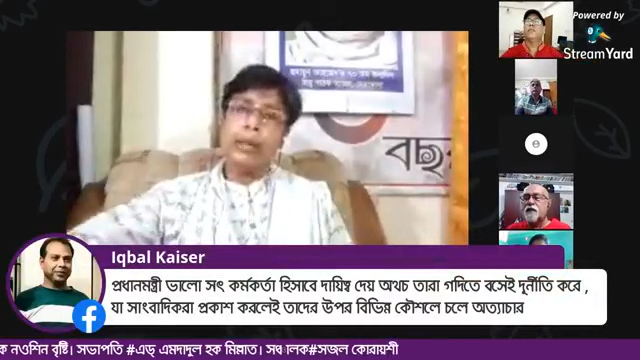 Powered by
StreamYard
বছ
Iqbal Kaiser
প্রধানমন্ত্রী ভালো সৎ কর্মকর্তা হিসাবে দায়িত্ব দেয় অথচ তারা গদিতে বসেই দূর্নীতি করে ,
যা সাংবাদিকরা প্রকাশ করলেই তাদের উপর বিভিন্ন কৌশলে চলে অত্যাচার
ক নওশিন বৃষ্টি। সভাপতি #এড্ এমদাদুল হক মিল্লাত। সঞ্চালক#সজল কোরায়শী